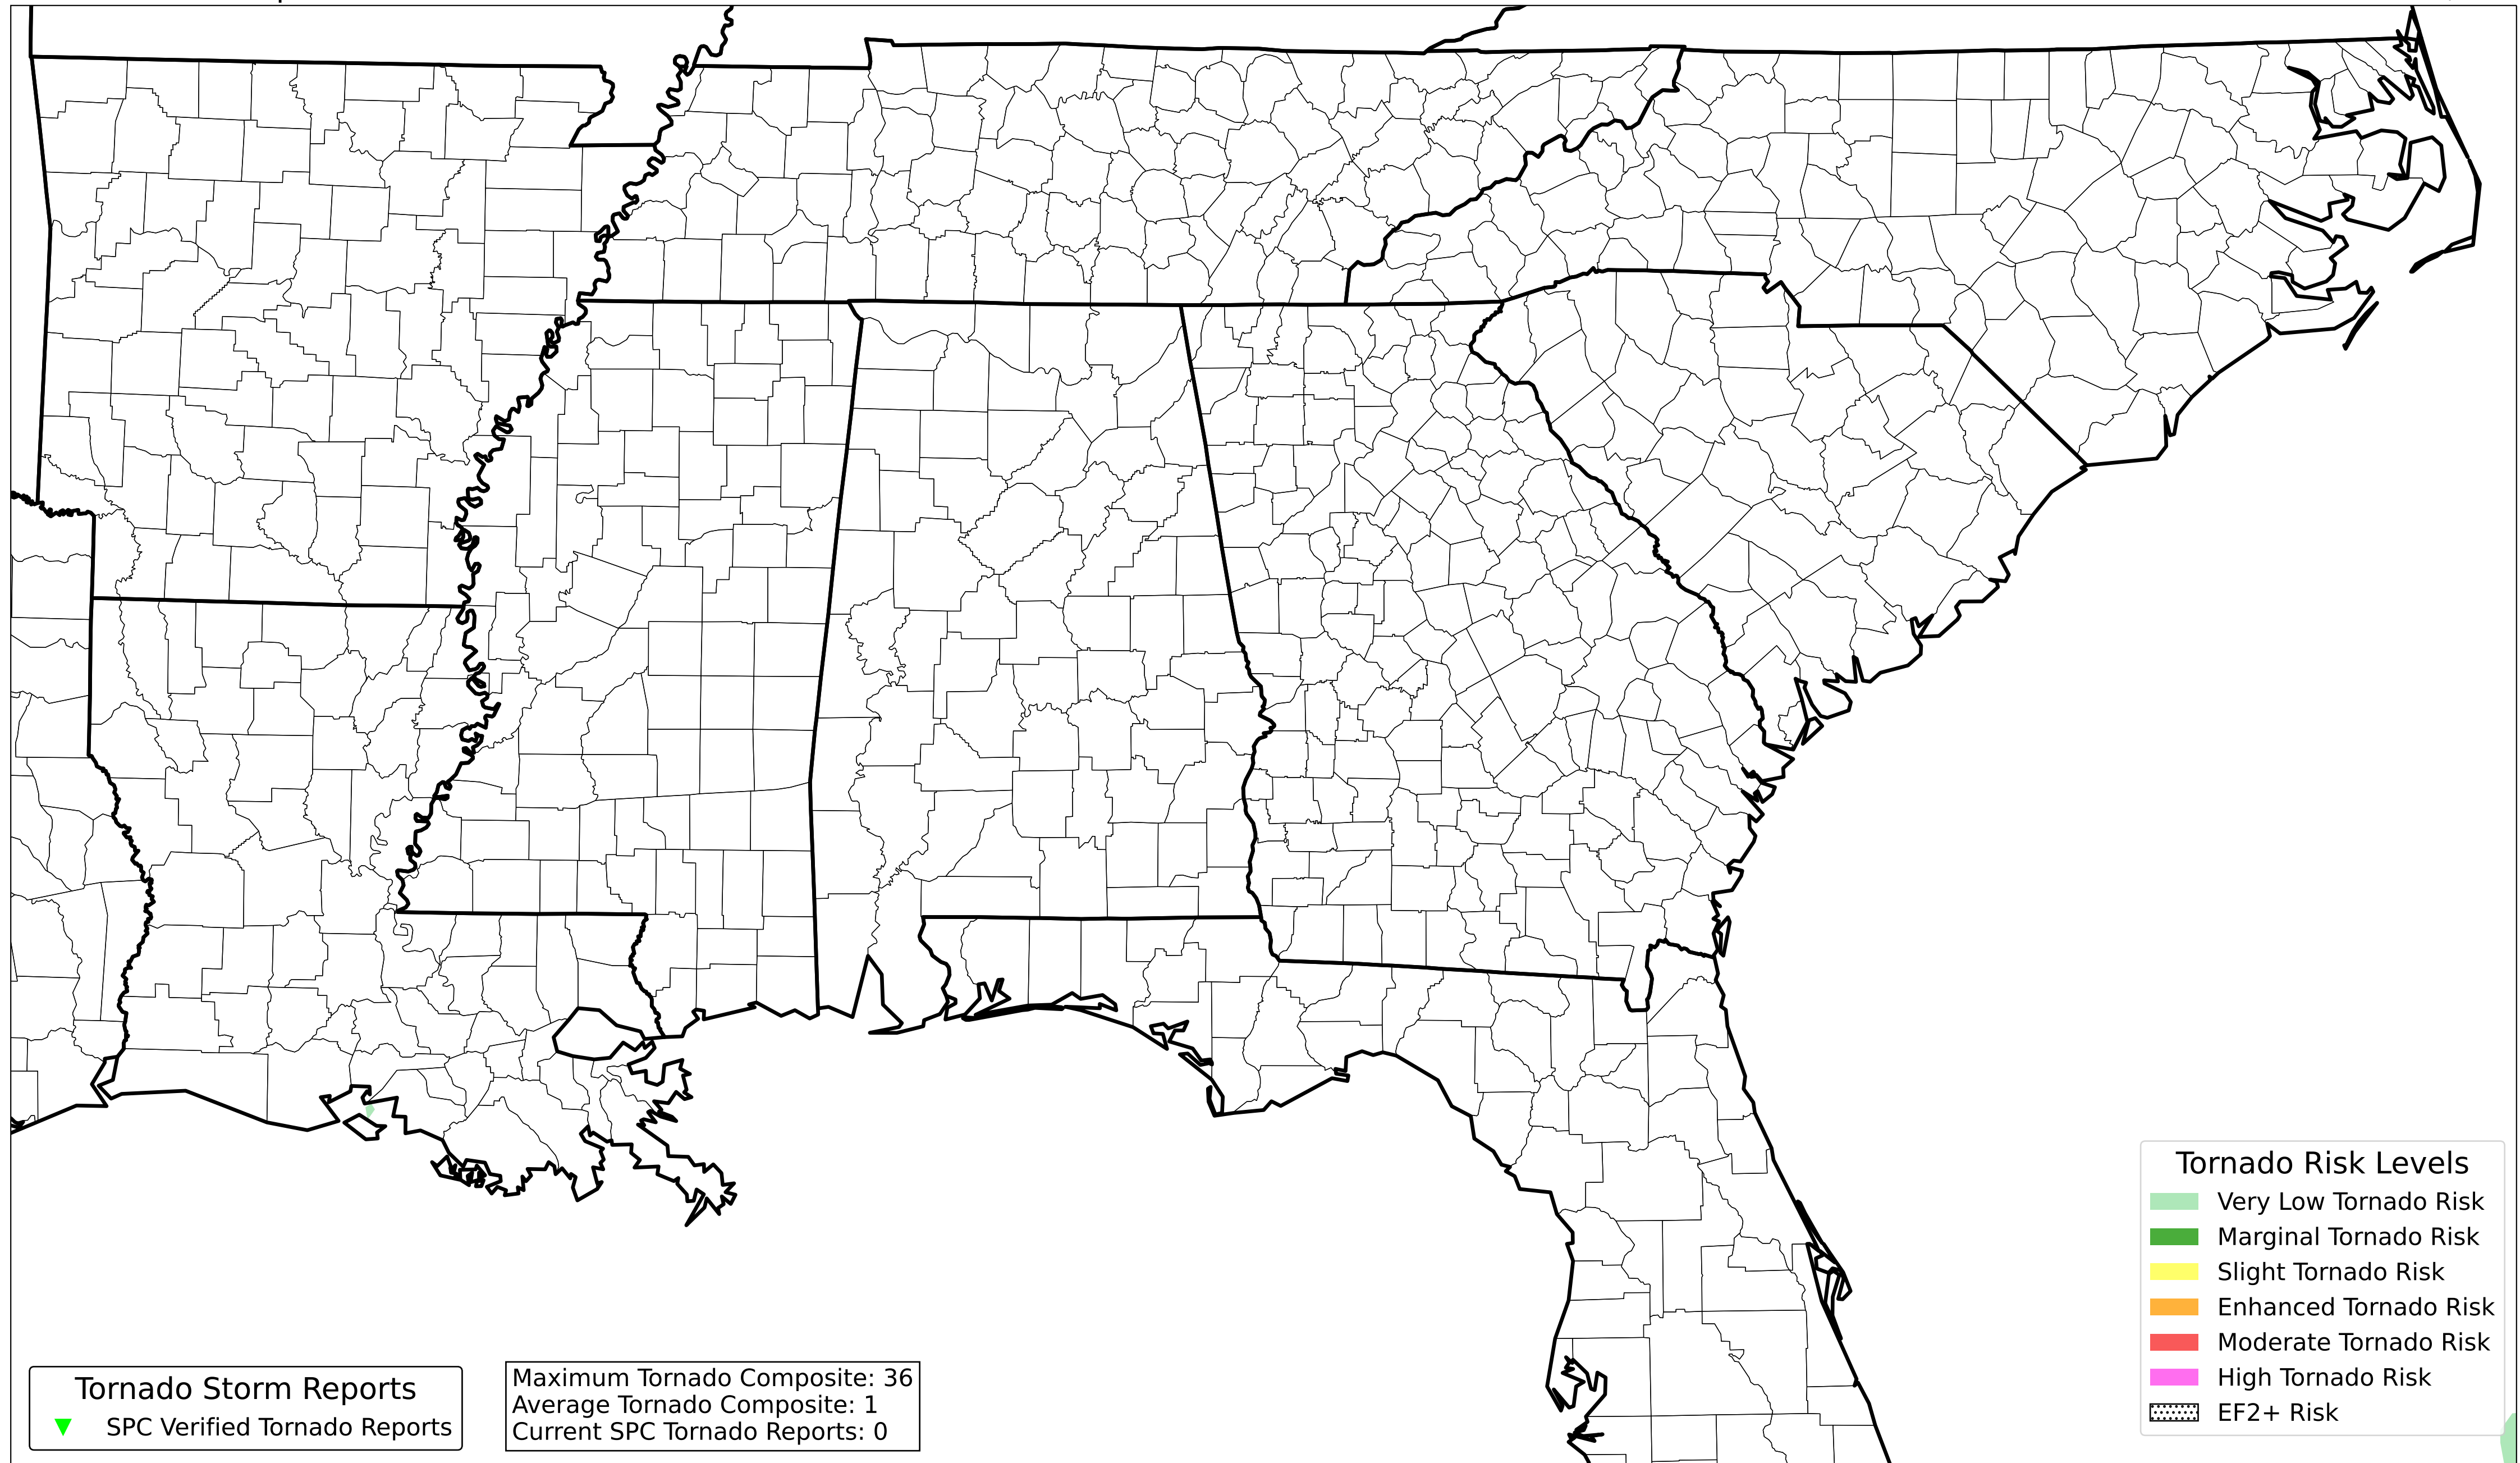 Tornado Risk Levels
Very Low Tornado Risk
Marginal Tornado Risk
Slight Tornado Risk
Enhanced Tornado Risk
Moderate Tornado Risk
High Tornado Risk
EF2+ Risk
Tornado Storm Reports
SPC Verified Tornado Reports
Maximum Tornado Composite: 36
Average Tornado Composite: 1
Current SPC Tornado Reports: 0